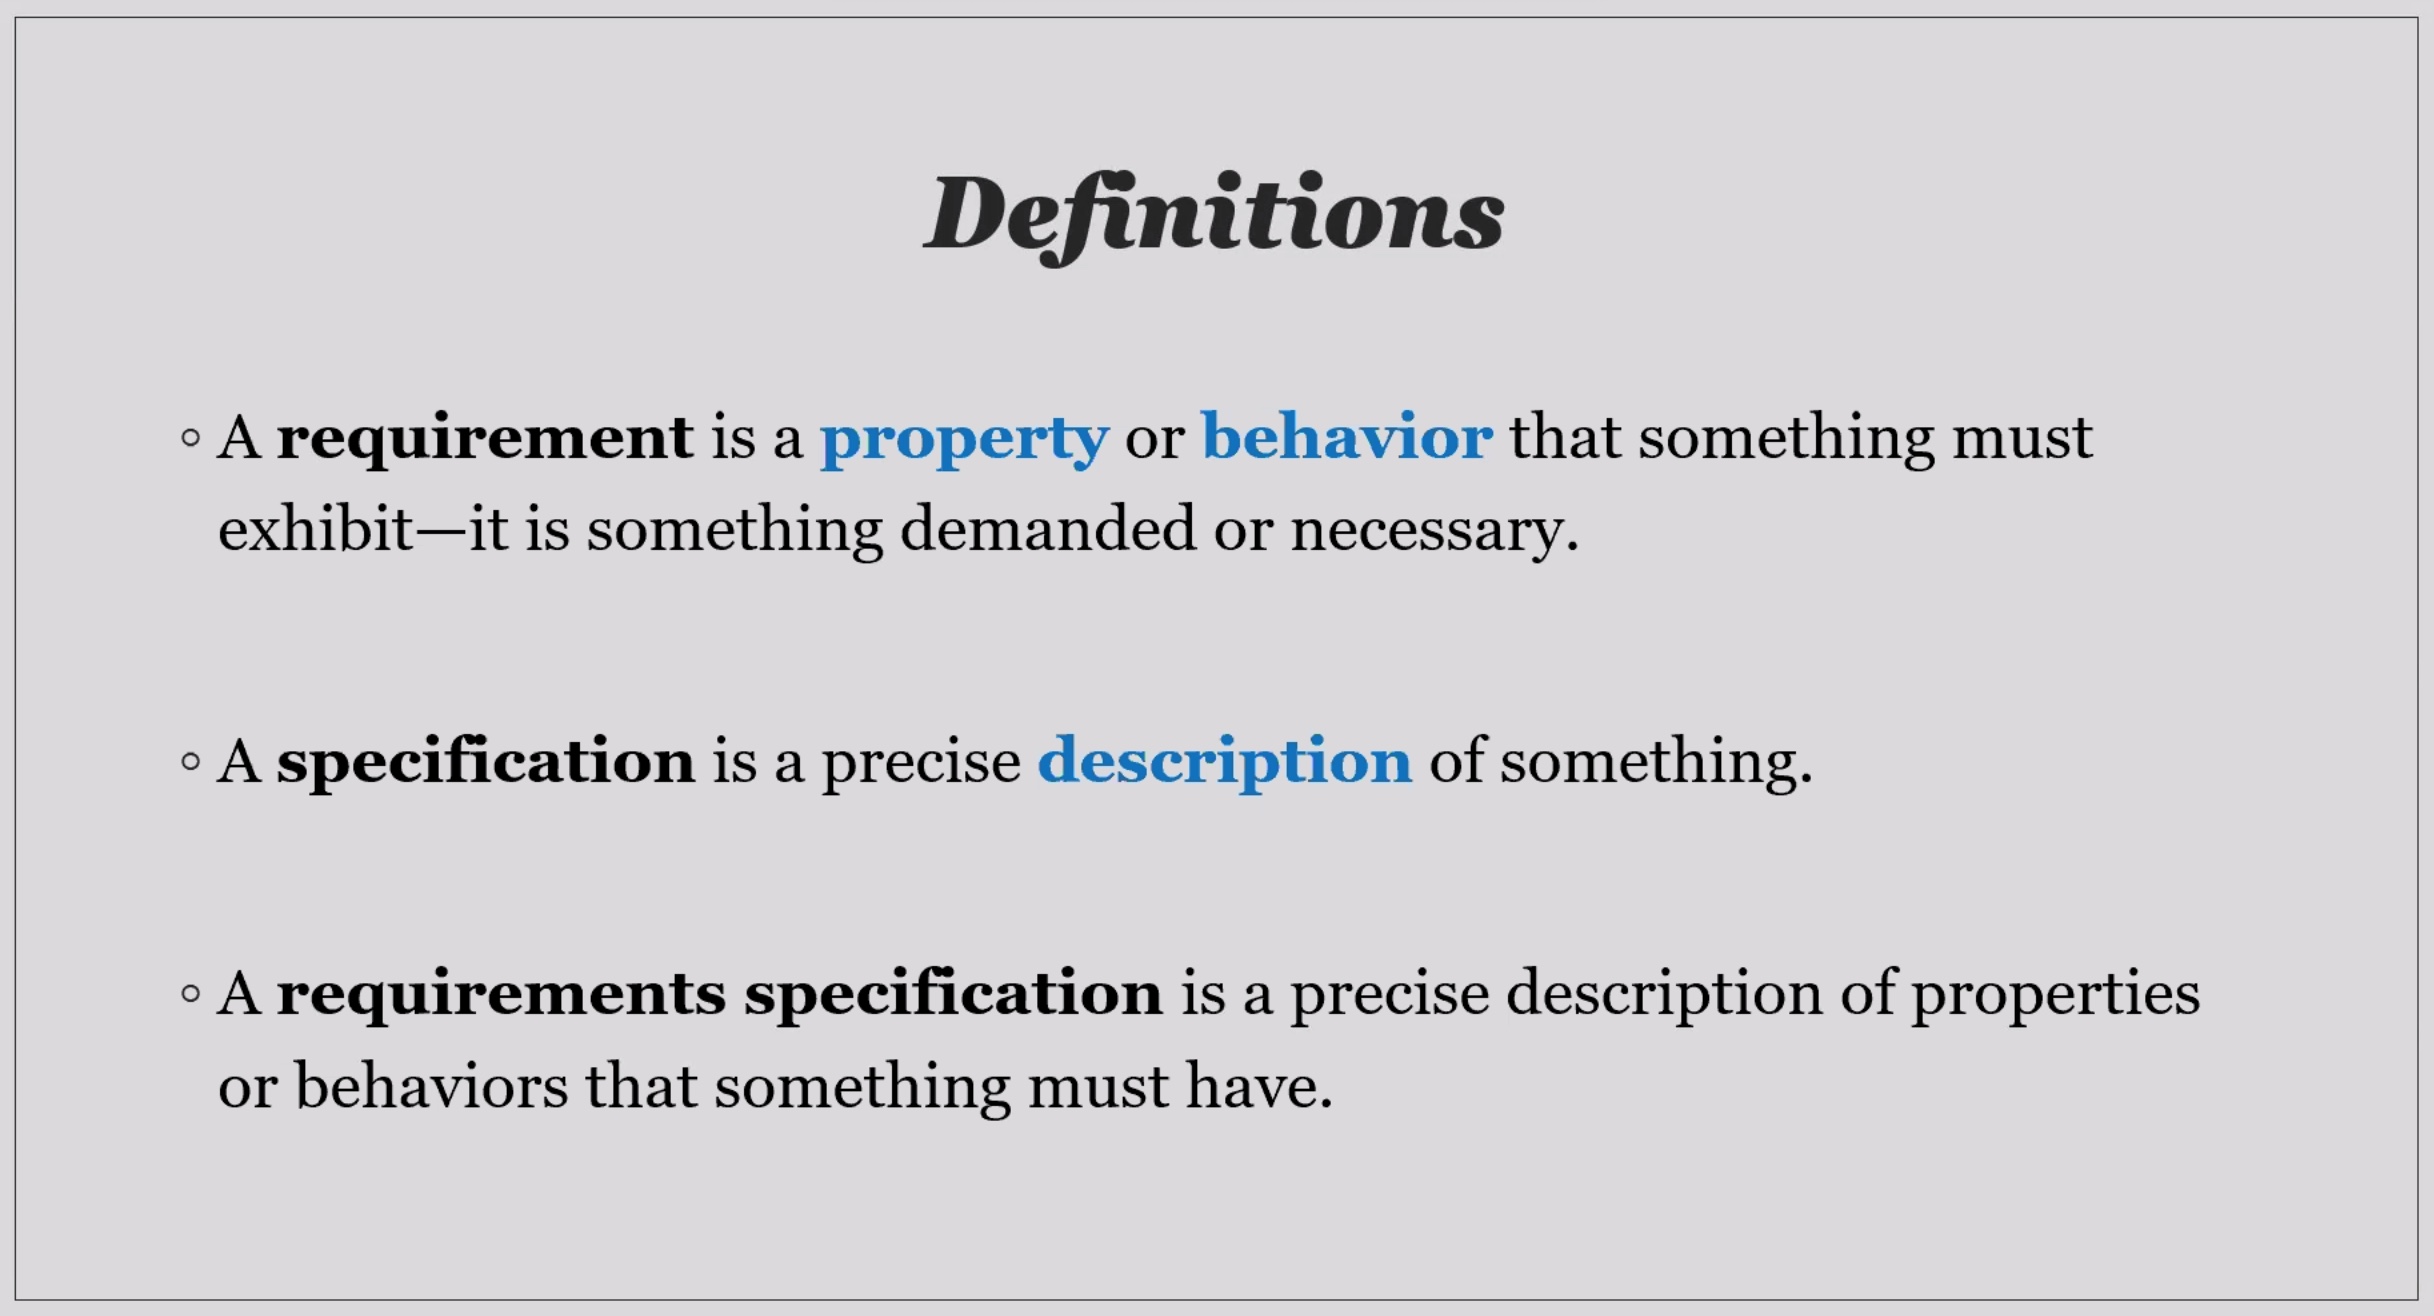 Definitions
◦ A requirement is a property or behavior that something must
exhibit—it is something demanded or necessary.
◦ A specification is a precise description of something.
◦ A requirements specification is a precise description of properties
or behaviors that something must have.